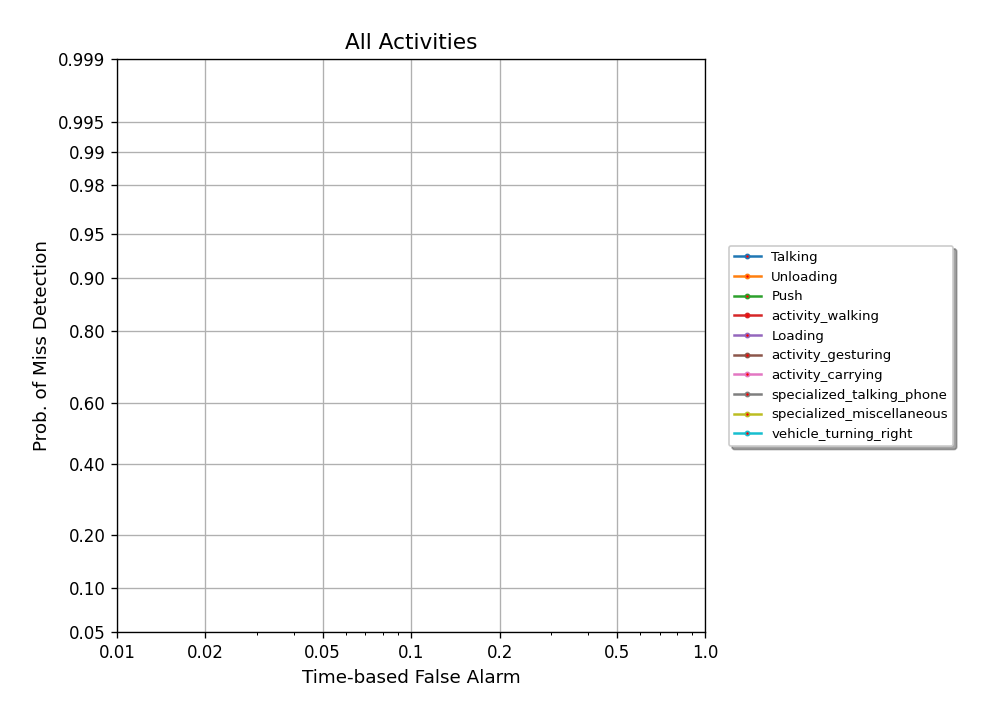 All Activities
0.999
0.995
0.99
0.98
0.95
0.90
0.80
0.60
0.40
0.20
0.10
0.05
Prob. of Miss Detection
0.01 0.02 0.05 0.1 0.2 0.5 1.0
Time-based False Alarm
Talking
Unloading
Push
activity_walking
Loading
activity_gesturing
activity_carrying
specialized_talking_phone
specialized_miscellaneous
vehicle_turning_right